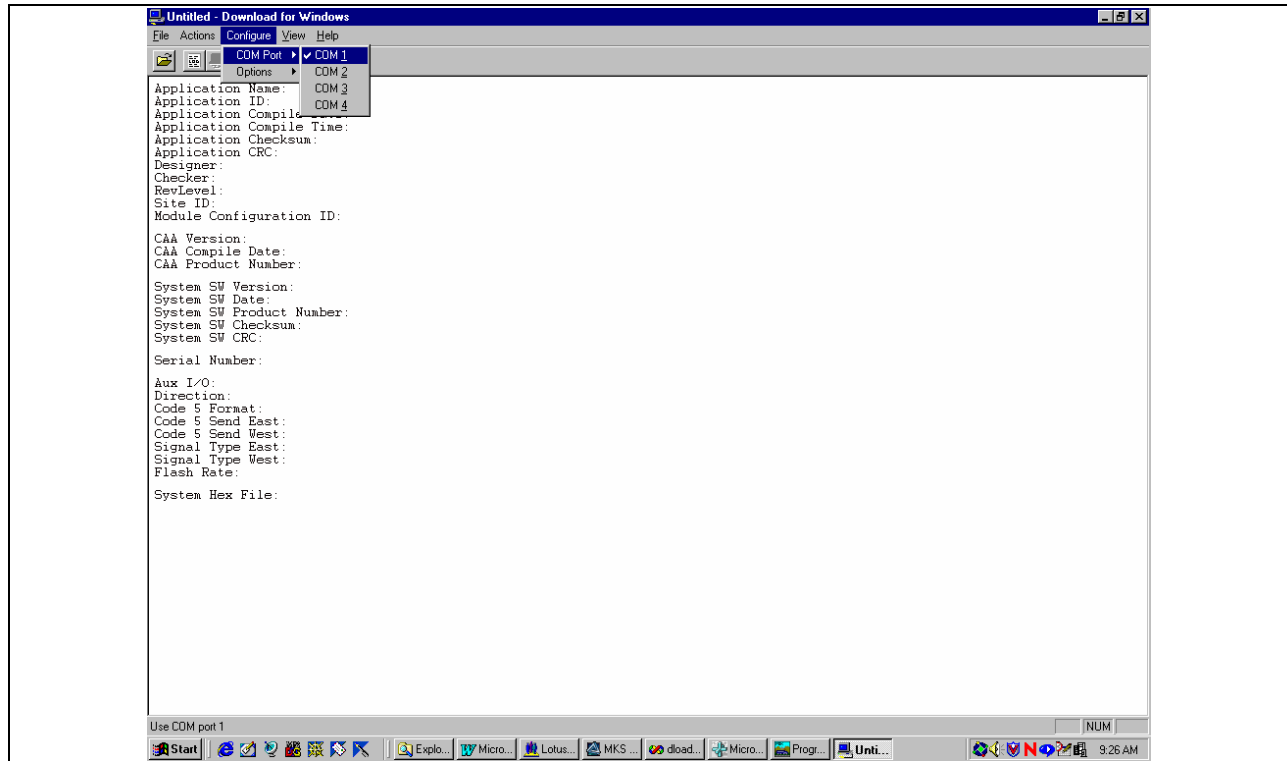 Untitled - Download for Windows
File Actions Configure View Help
COM Port COM 1
Options COM 2
COM 3
COM 4
Application Name:
Application ID:
Application Compile
Application Compile Time:
Application Checksum:
Application CRC:
Designer:
Checker:
RevLevel:
Site ID:
Module Configuration ID:
CAA Version:
CAA Compile Date:
CAA Product Number:
System SW Version:
System SW Date:
System SW Product Number:
System SW Checksum:
System SW CRC:
Serial Number:
Aux I/O:
Direction:
Code 5 Format:
Code 5 Send East:
Code 5 Send West:
Signal Type East:
Signal Type West:
Flash Rate:
System Hex File:
Use COM port 1 NUM
Start Explo... Micro... Lotus... MKS ... dload... Micro... Progr... Unti... 9:26 AM